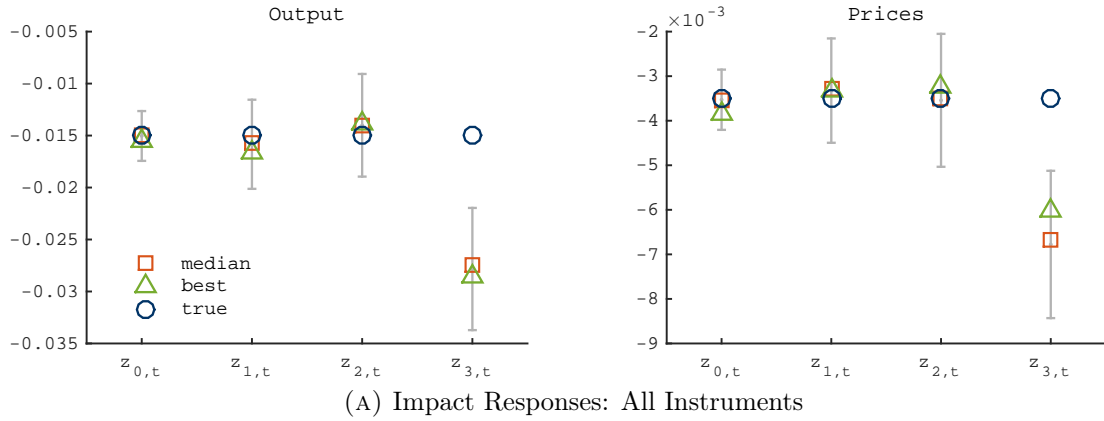 Output
Prices
×10⁻³
-0.005
-0.01
-0.015
-0.02
-0.025
-0.03
-0.035
median
best
true
z0,t
z1,t
z2,t
z3,t
-2
-3
-4
-5
-6
-7
-8
-9
z0,t
z1,t
z2,t
z3,t
(A) Impact Responses: All Instruments